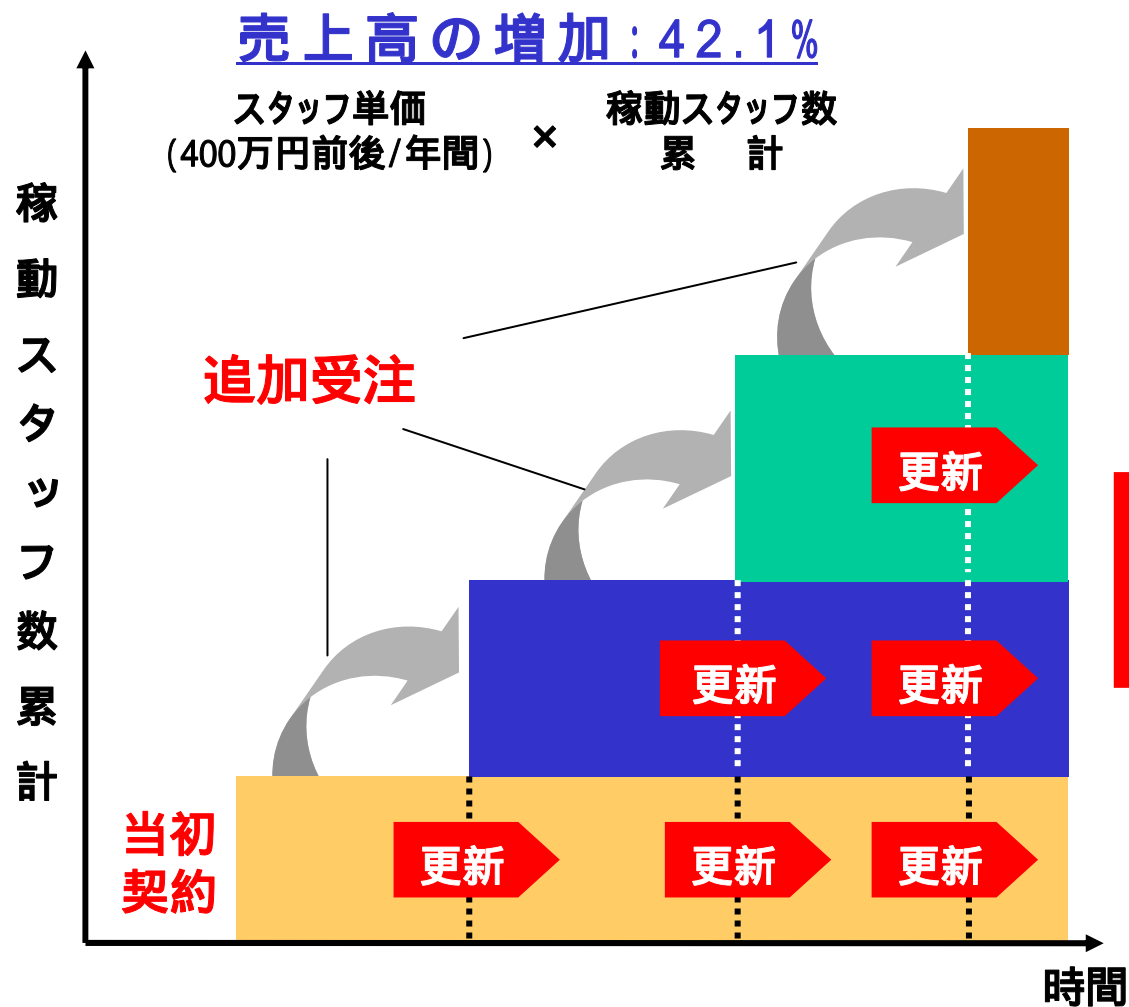 売上高の増加:42.1%
スタッフ単価
(400万円前後/年間)
×
稼動スタッフ数
累 計
稼動スタッフ数累計
追加受注
更新
更新
更新
当初
契約
更新
更新
更新
時間